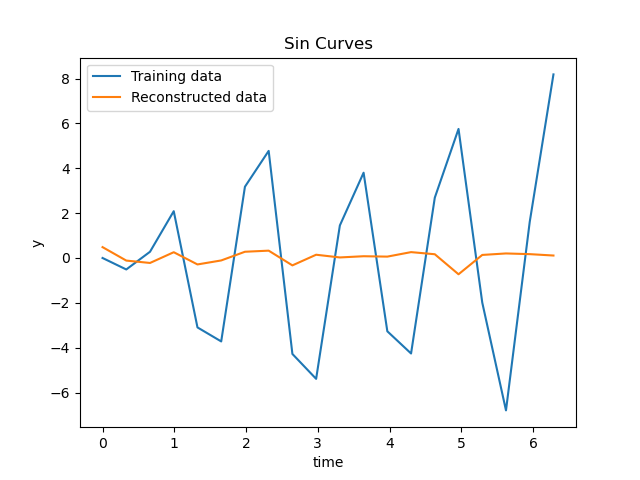 Sin Curves
Training data
Reconstructed data
y
8
6
4
2
0
−2
−4
−6
0 1 2 3 4 5 6
time